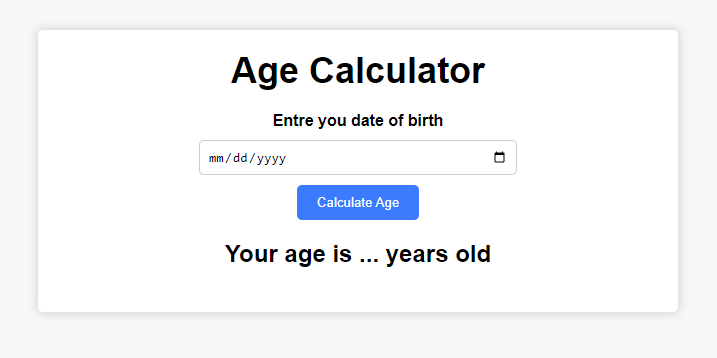 Age Calculator
Entre you date of birth
mm/dd/yyyy
Calculate Age
Your age is ... years old